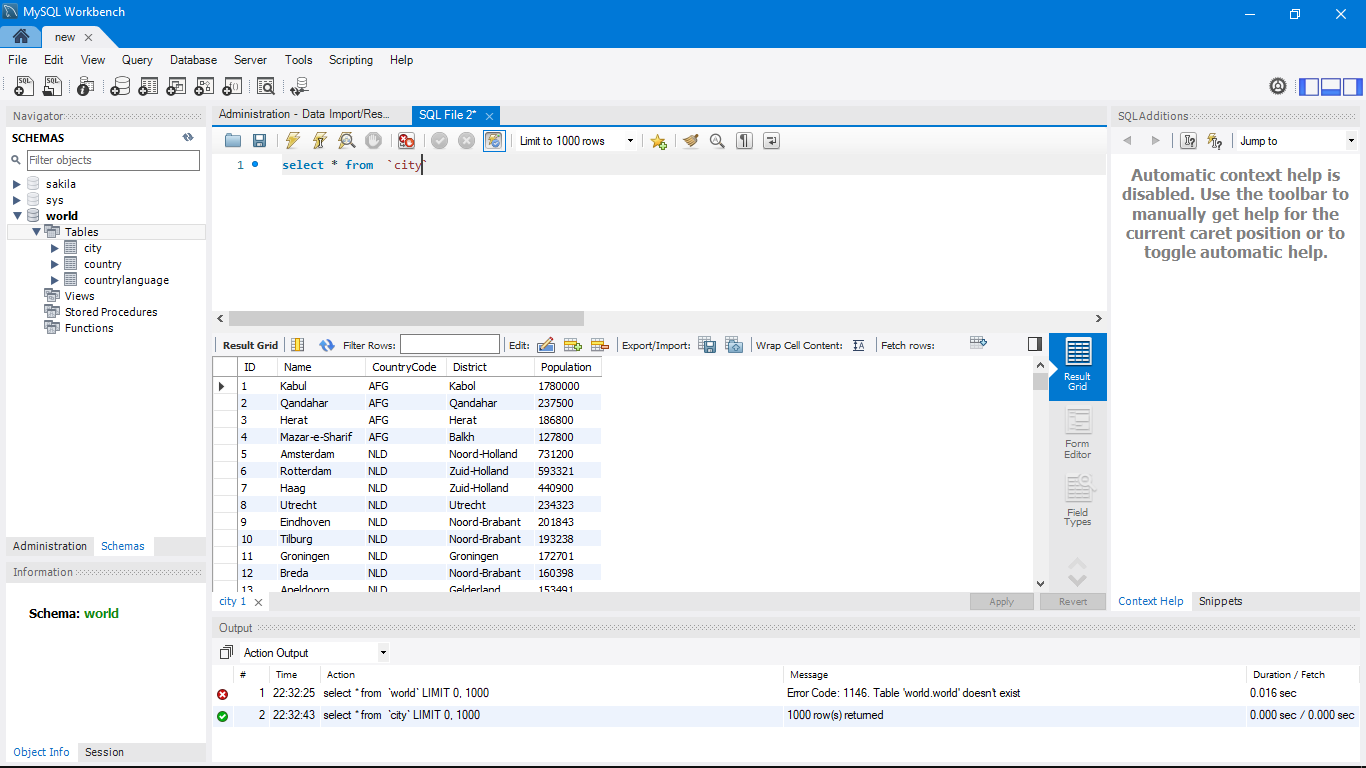 MySQL Workbench
new
File Edit View Query Database Server Tools Scripting Help
Navigator
SCHEMAS
Filter objects
sakila
sys
world
Tables
city
country
countrylanguage
Views
Stored Procedures
Functions
Administration Schemas
Information
Schema: world
Object Info Session
Administration - Data Import/Res... SQL File 2*
Limit to 1000 rows
1 select * from `city`
Result Grid Filter Rows: Edit: Export/Import: Wrap Cell Content: Fetch rows:
ID Name CountryCode District Population
1 Kabul AFG Kabol 1780000
2 Qandahar AFG Qandahar 237500
3 Herat AFG Herat 186800
4 Mazar-e-Sharif AFG Balkh 127800
5 Amsterdam NLD Noord-Holland 731200
6 Rotterdam NLD Zuid-Holland 593321
7 Haag NLD Zuid-Holland 440900
8 Utrecht NLD Utrecht 234323
9 Eindhoven NLD Noord-Brabant 201843
10 Tilburg NLD Noord-Brabant 193238
11 Groningen NLD Groningen 172701
12 Breda NLD Noord-Brabant 160398
13 Apeldoorn NLD Gelderland 153491
Result
Grid
Form
Editor
Field
Types
city 1 Apply Revert
SQLAdditions
Jump to
Automatic context help is
disabled. Use the toolbar to
manually get help for the
current caret position or to
toggle automatic help.
Context Help Snippets
Output
Action Output
# Time Action Message Duration / Fetch
1 22:32:25 select * from `world` LIMIT 0, 1000 Error Code: 1146. Table 'world.world' doesn't exist 0.016 sec
2 22:32:43 select * from `city` LIMIT 0, 1000 1000 row(s) returned 0.000 sec / 0.000 sec